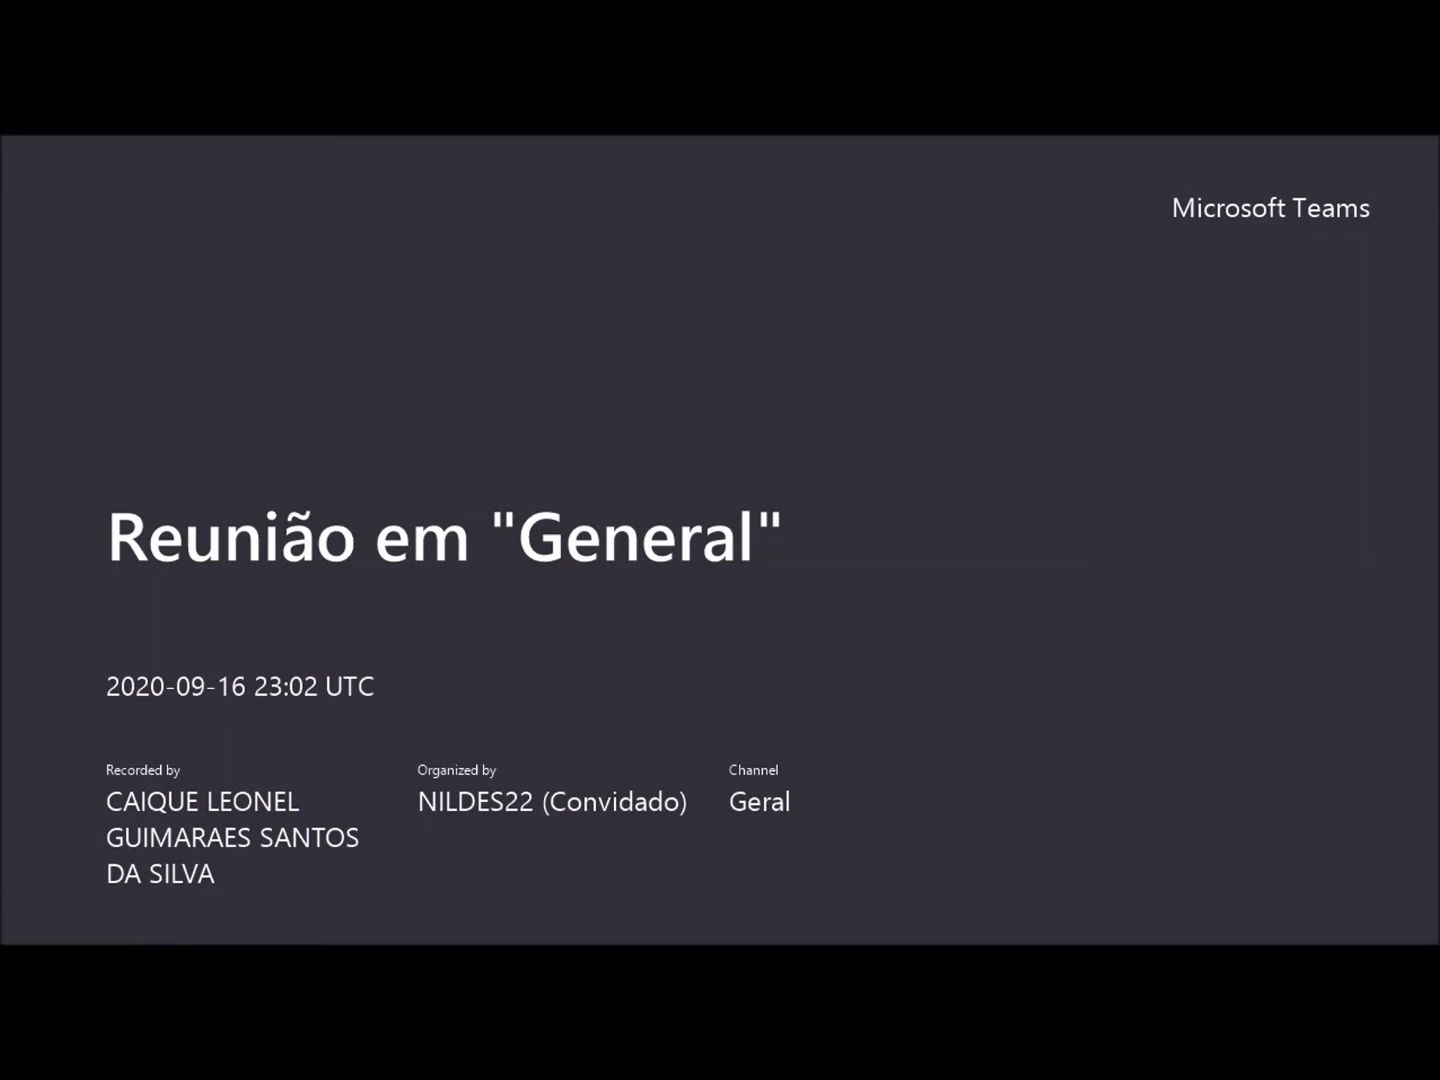 Microsoft Teams
Reunião em "General"
2020-09-16 23:02 UTC
Recorded by
CAIQUE LEONEL
GUIMARAES SANTOS
DA SILVA
Organized by
NILDES22 (Convidado)
Channel
Geral